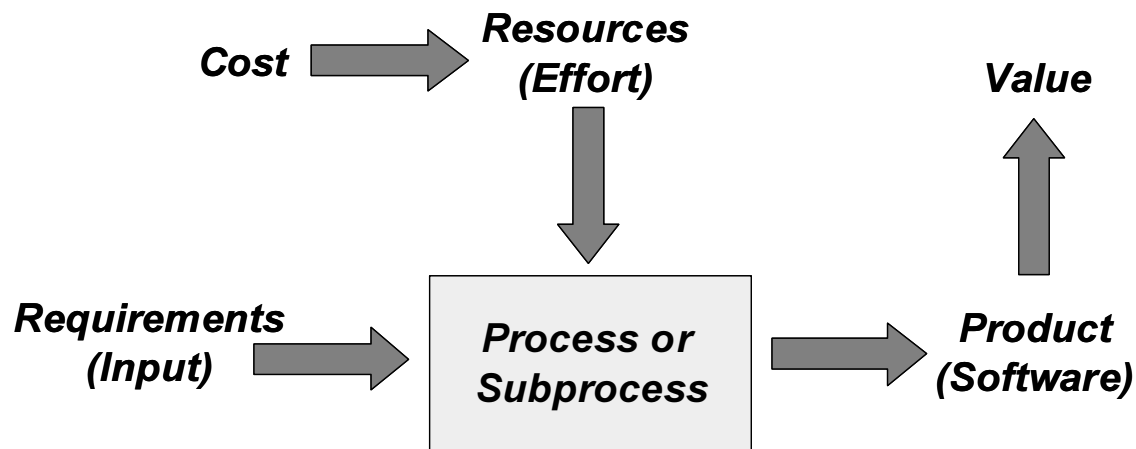 Cost
Resources
(Effort)
Value
Requirements
(Input)
Process or
Subprocess
Product
(Software)